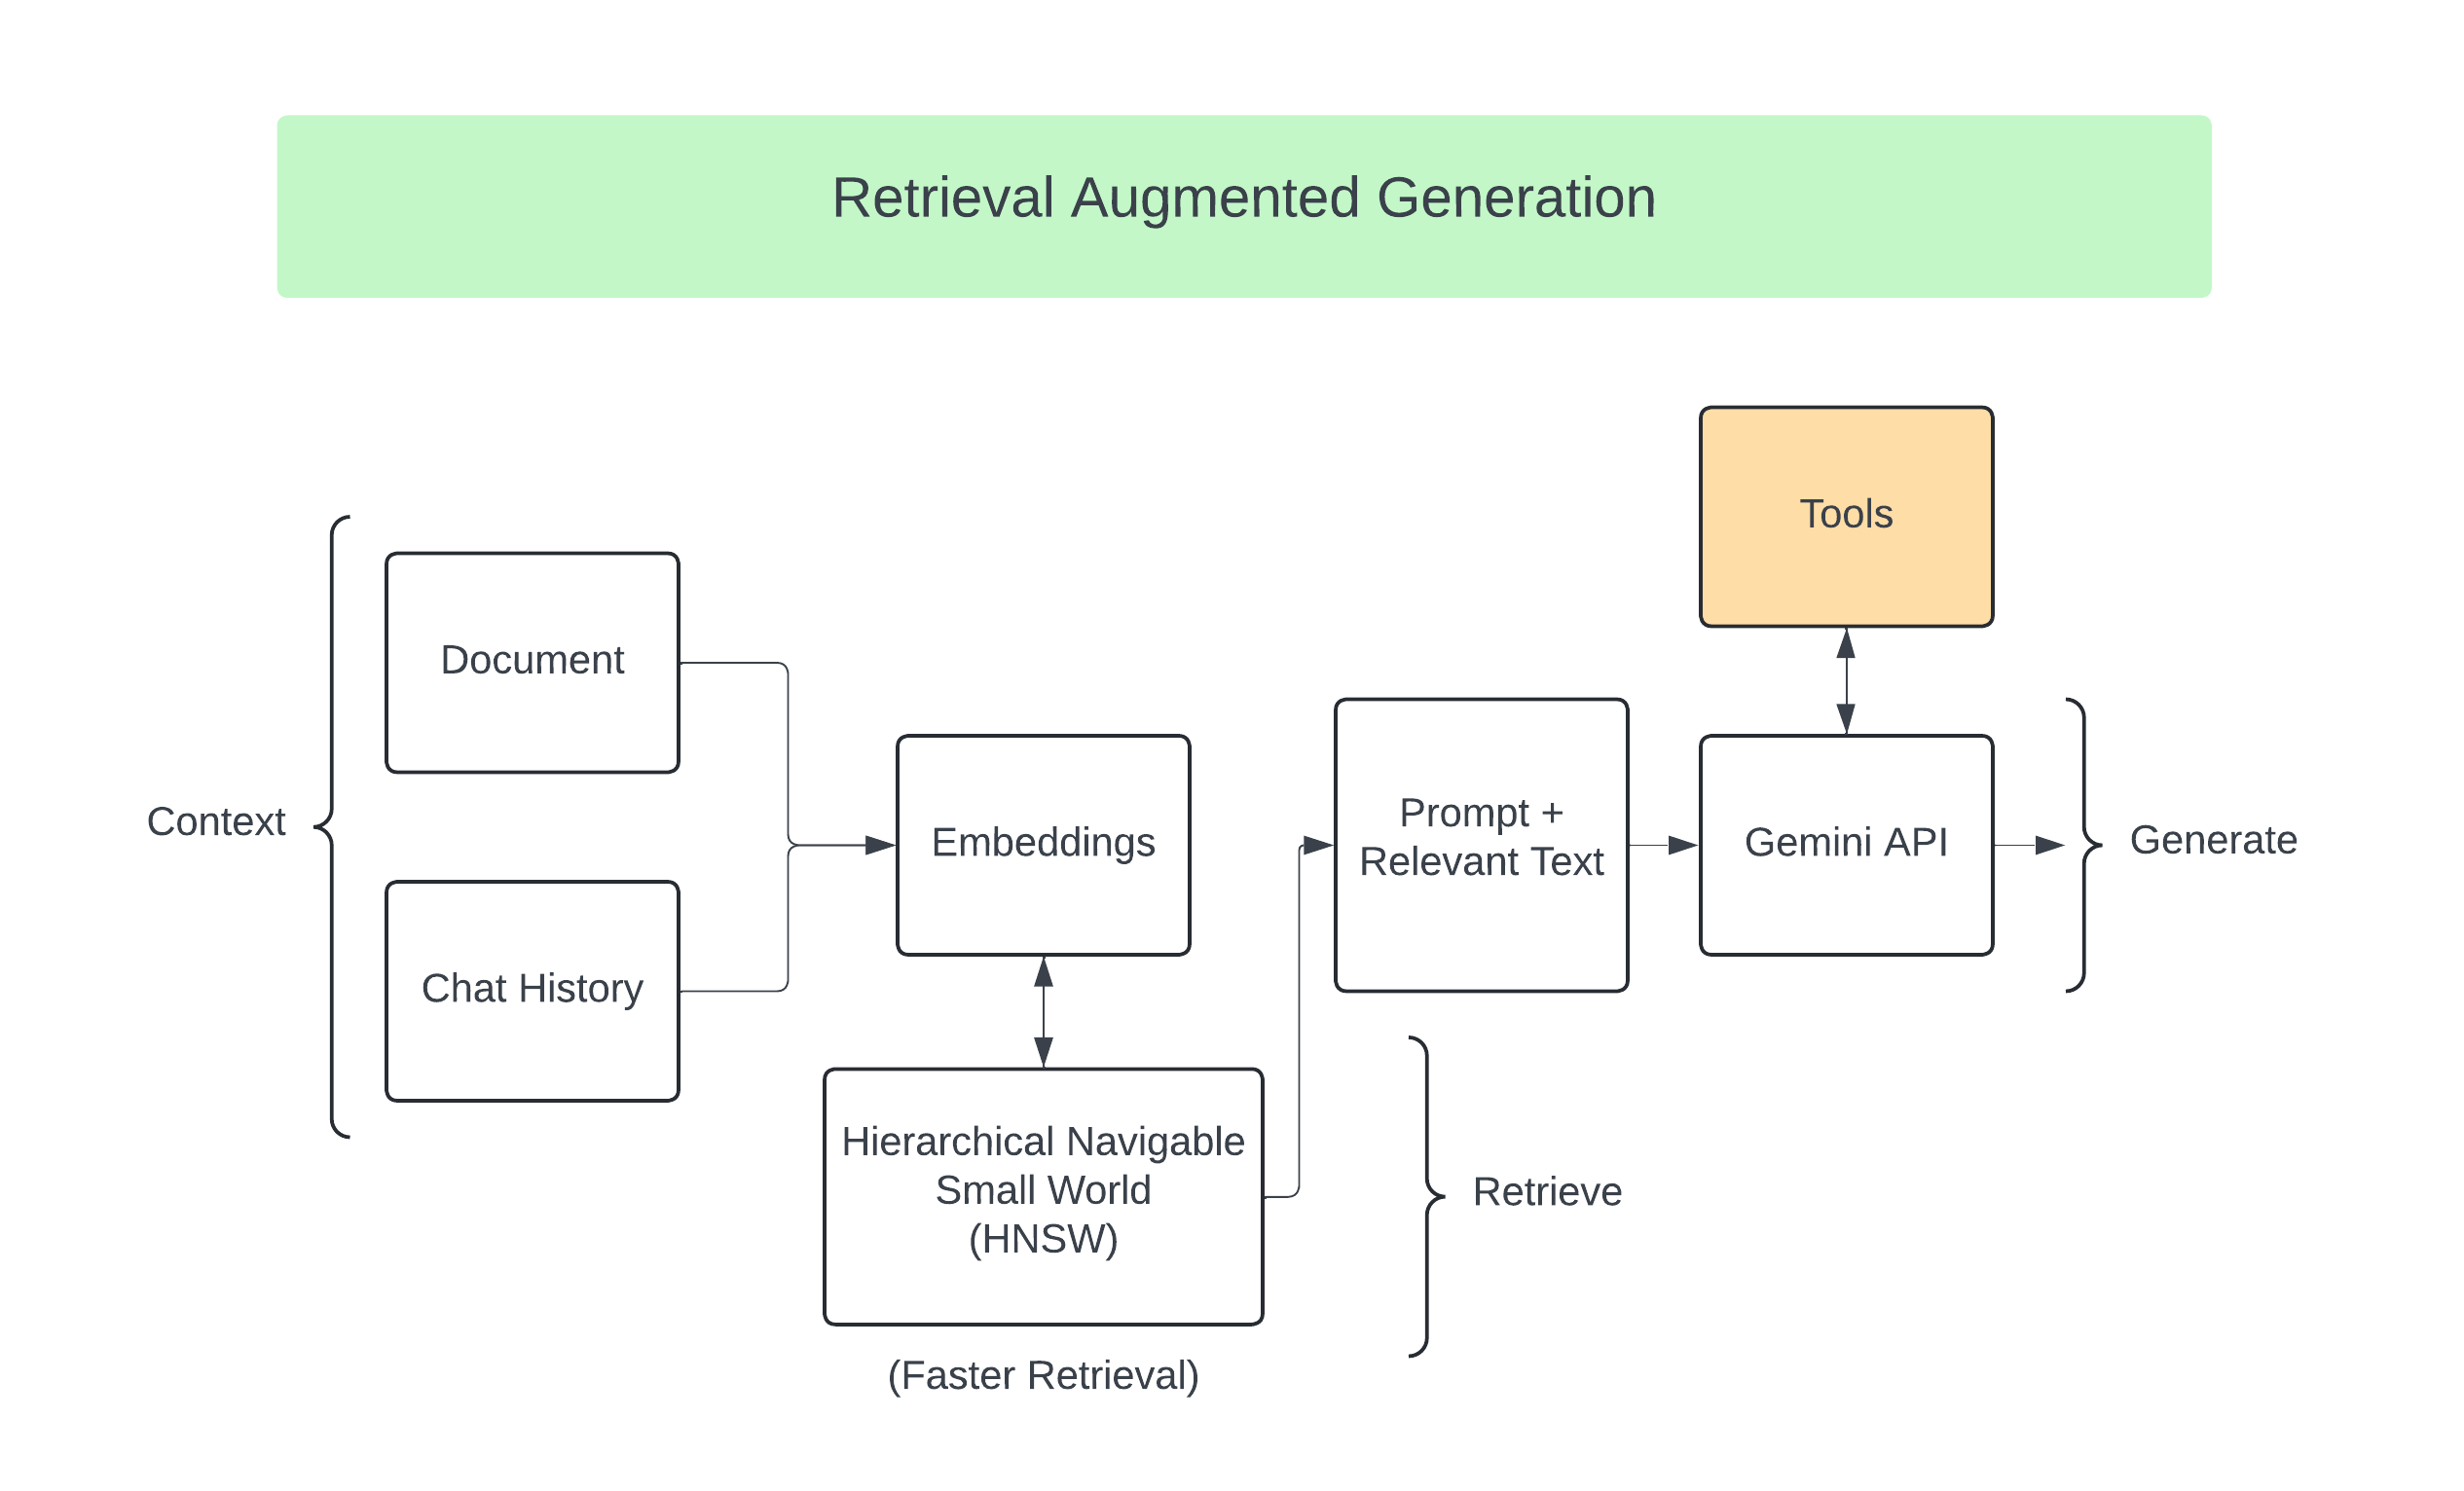 Retrieval Augmented Generation
Tools
Document
Context
Chat History
Embeddings
Hierarchical Navigable
Small World
(HNSW)
(Faster Retrieval)
Prompt +
Relevant Text
Retrieve
Gemini API
Generate